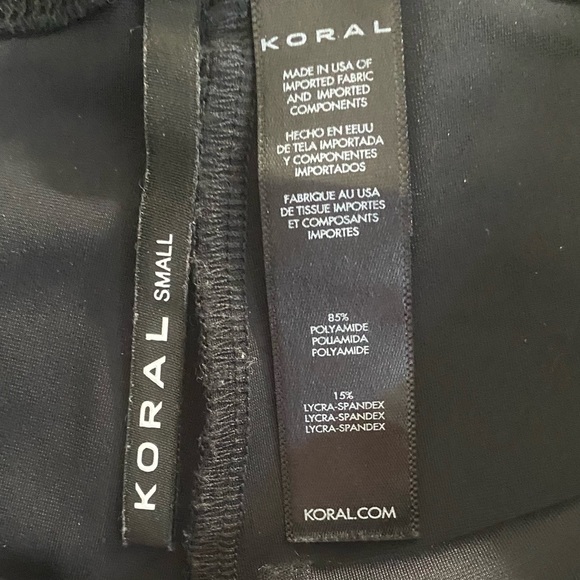 KORAL SMALL
KORAL
MADE IN USA OF
IMPORTED FABRIC
AND IMPORTED
COMPONENTS
HECHO EN EEUU
DE TELA IMPORTADA
Y COMPONENTES
IMPORTADOS
FABRIQUE AU USA
DE TISSUE IMPORTES
ET COMPOSANTS
IMPORTES
85%
POLYAMIDE
POLIAMIDA
POLYAMIDE
15%
LYCRA-SPANDEX
LYCRA-SPANDEX
LYCRA-SPANDEX
KORAL.COM